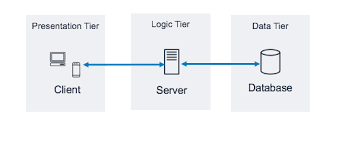 Presentation Tier
Logic Tier
Data Tier
Client
Server
Database